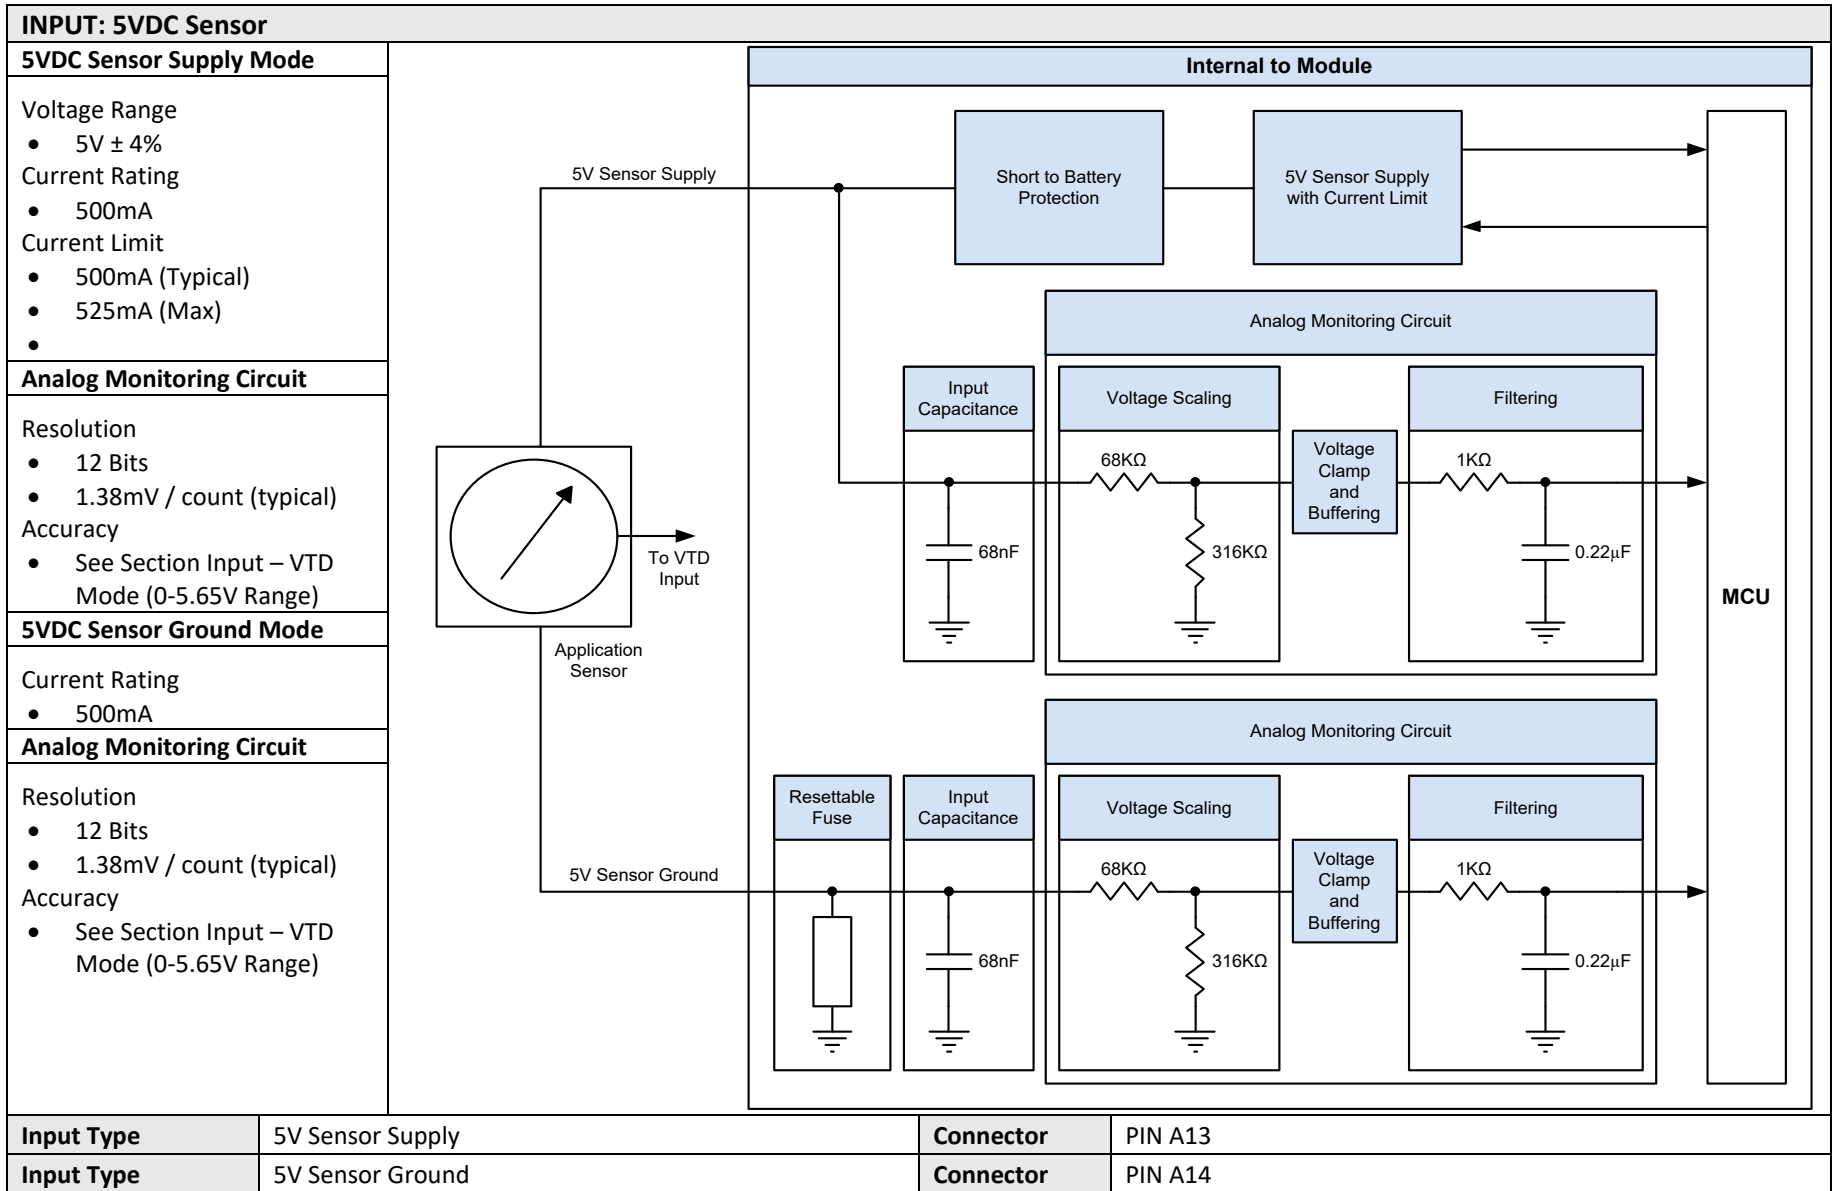 INPUT: 5VDC Sensor
5VDC Sensor Supply Mode
Voltage Range
• 5V ± 4%
Current Rating
• 500mA
Current Limit
• 500mA (Typical)
• 525mA (Max)
•
Analog Monitoring Circuit
Resolution
• 12 Bits
• 1.38mV / count (typical)
Accuracy
• See Section Input – VTD
Mode (0-5.65V Range)
5VDC Sensor Ground Mode
Current Rating
• 500mA
Analog Monitoring Circuit
Resolution
• 12 Bits
• 1.38mV / count (typical)
Accuracy
• See Section Input – VTD
Mode (0-5.65V Range)
Internal to Module
5V Sensor Supply
Short to Battery
Protection
5V Sensor Supply
with Current Limit
Analog Monitoring Circuit
Input
Capacitance
Voltage Scaling
Filtering
68KΩ
Voltage
Clamp
and
Buffering
1KΩ
68nF
316KΩ
0.22µF
To VTD
Input
Application
Sensor
MCU
Analog Monitoring Circuit
Resettable
Fuse
Input
Capacitance
Voltage Scaling
Filtering
5V Sensor Ground
68KΩ
Voltage
Clamp
and
Buffering
1KΩ
68nF
316KΩ
0.22µF
Input Type 5V Sensor Supply Connector PIN A13
Input Type 5V Sensor Ground Connector PIN A14